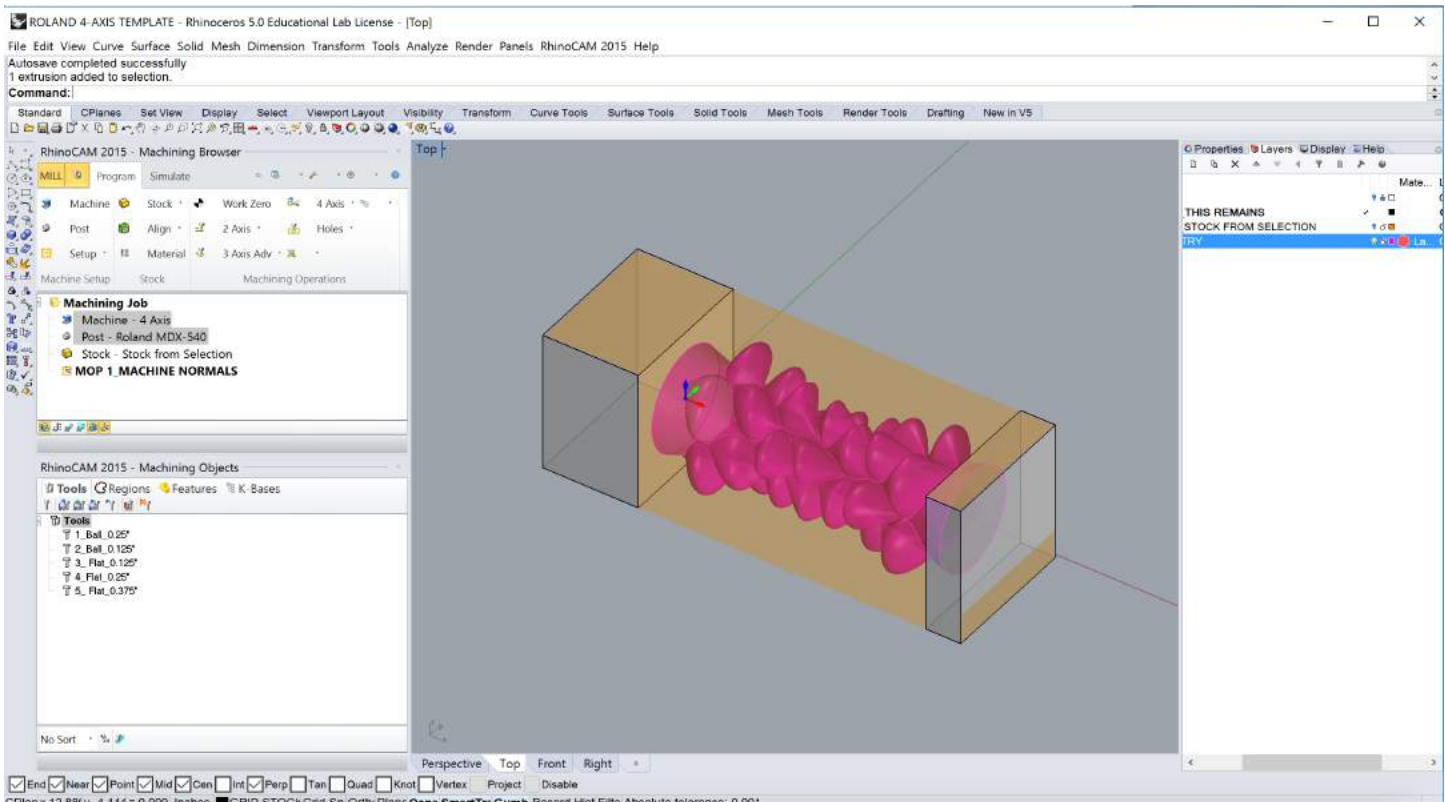 ROLAND 4-AXIS TEMPLATE - Rhinoceros 5.0 Educational Lab License - [Top]
File Edit View Curve Surface Solid Mesh Dimension Transform Tools Analyze Render Panels RhinoCAM 2015 Help
Autosave completed successfully
1 extrusion added to selection.
Command:
Standard CPlanes Set View Display Select Viewport Layout Visibility Transform Curve Tools Surface Tools Solid Tools Mesh Tools Render Tools Drafting New in V5
RhinoCAM 2015 - Machining Browser
MILL Program Simulate
Machine Stock Work Zero 4 Axis
Post Align 2 Axis Holes
Setup Material 3 Axis Adv
Machine Setup Stock Machining Operations
Machining Job
Machine - 4 Axis
Post - Roland MDX-540
Stock - Stock from Selection
MOP 1_MACHINE NORMALS
RhinoCAM 2015 - Machining Objects
Tools Regions Features K-Bases
Tools
1_Ball_0.25"
2_Ball_0.125"
3_ Flat_0.125"
4_Flat_0.25"
5_ Flat_0.375"
No Sort
Top
Properties Layers Display Help
Mate... L
THIS REMAINS
STOCK FROM SELECTION
TRY La...
Perspective Top Front Right
End Near Point Mid Cen Int Perp Tan Quad Knot Vertex Project Disable